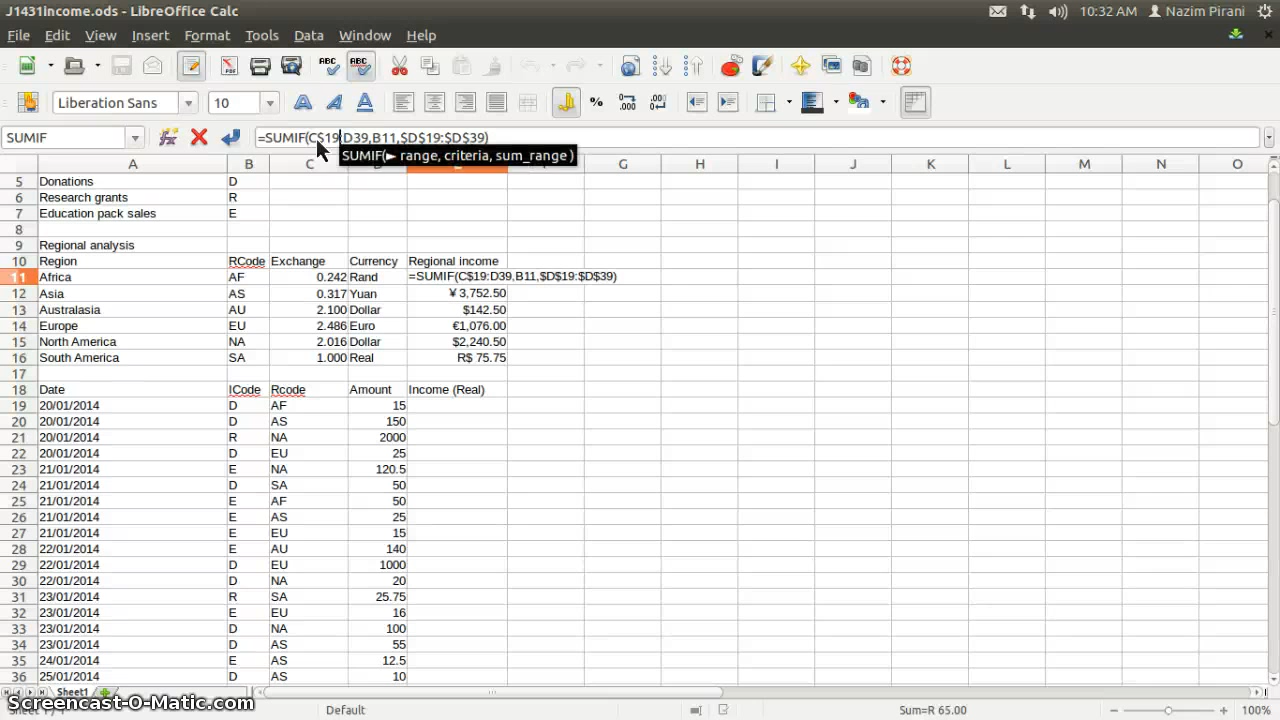 J1431income.ods - LibreOffice Calc 10:32 AM Nazim Pirani
File Edit View Insert Format Tools Data Window Help
Liberation Sans 10
SUMIF =SUMIF(C$19:D39,B11,$D$19:$D$39)
SUMIF(► range, criteria, sum_range )
A B C G H I J K L M N O
5 Donations D
6 Research grants R
7 Education pack sales E
8
9 Regional analysis
10 Region RCode Exchange Currency Regional income
11 Africa AF 0.242 Rand =SUMIF(C$19:D39,B11,$D$19:$D$39)
12 Asia AS 0.317 Yuan ¥ 3,752.50
13 Australasia AU 2.100 Dollar $142.50
14 Europe EU 2.486 Euro €1,076.00
15 North America NA 2.016 Dollar $2,240.50
16 South America SA 1.000 Real R$ 75.75
17
18 Date ICode Rcode Amount Income (Real)
19 20/01/2014 D AF 15
20 20/01/2014 D AS 150
21 20/01/2014 R NA 2000
22 20/01/2014 D EU 25
23 21/01/2014 E NA 120.5
24 21/01/2014 D SA 50
25 21/01/2014 E AF 50
26 21/01/2014 E AS 25
27 21/01/2014 E EU 15
28 22/01/2014 E AU 140
29 22/01/2014 D EU 1000
30 22/01/2014 D NA 20
31 23/01/2014 R SA 25.75
32 23/01/2014 E EU 16
33 23/01/2014 D NA 100
34 23/01/2014 D AS 55
35 24/01/2014 E AS 12.5
36 25/01/2014 D AS 10
Sheet1
Screencast-O-Matic.com
Default Sum=R 65.00 100%